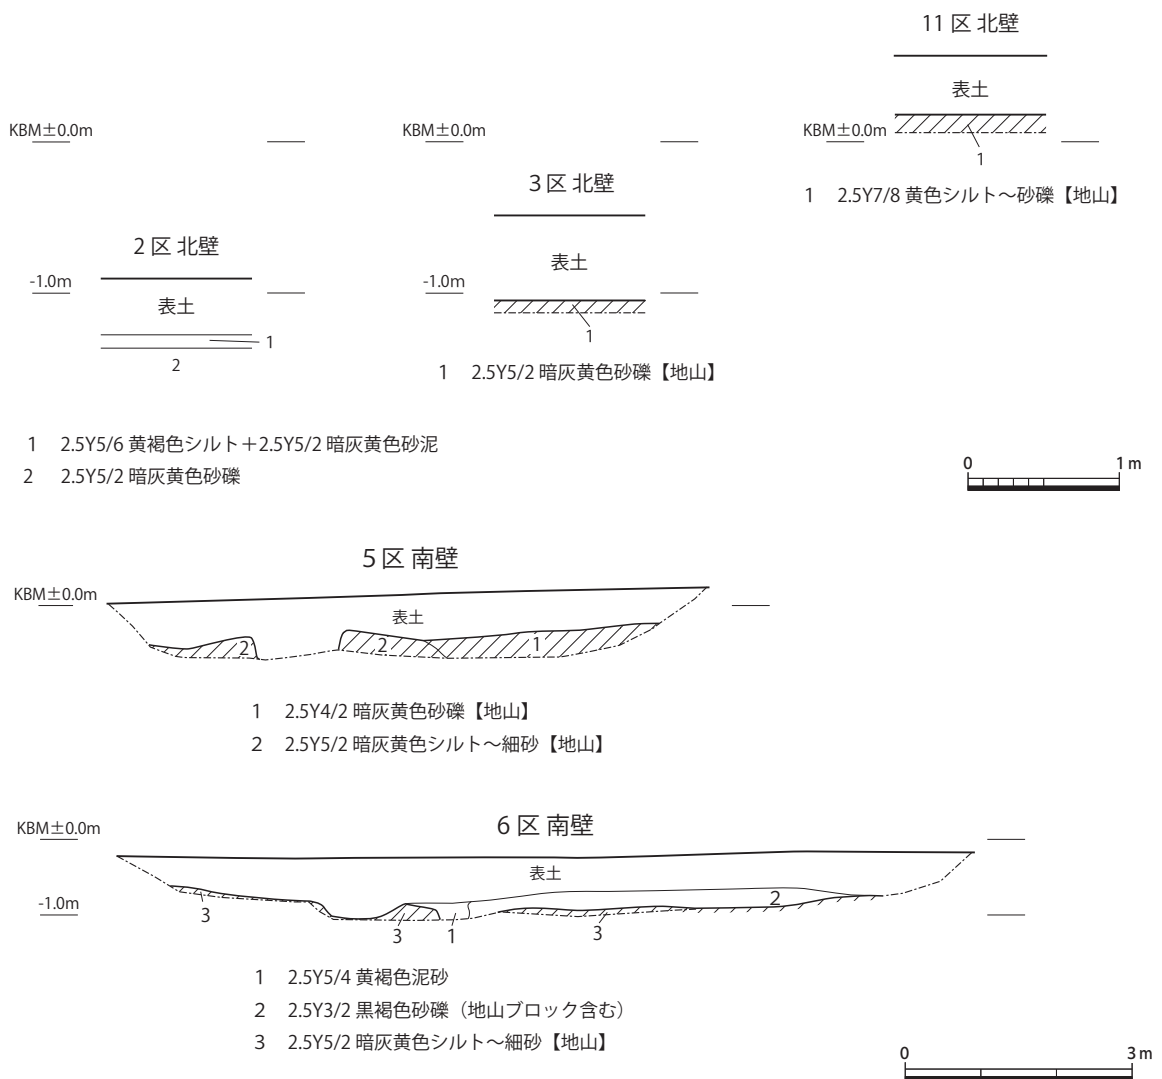 11 区 北壁
表土
KBM±0.0m
1
1 2.5Y7/8 黄色シルト～砂礫【地山】
KBM±0.0m
3 区 北壁
表土
-1.0m
1
1 2.5Y5/2 暗灰黄色砂礫【地山】
KBM±0.0m
2 区 北壁
-1.0m
表土
1
2
1 2.5Y5/6 黄褐色シルト＋2.5Y5/2 暗灰黄色砂泥
2 2.5Y5/2 暗灰黄色砂礫
0 1 m
5 区 南壁
KBM±0.0m
表土
2 2 1
1 2.5Y4/2 暗灰黄色砂礫【地山】
2 2.5Y5/2 暗灰黄色シルト～細砂【地山】
6 区 南壁
KBM±0.0m
表土
-1.0m
2
3 3 1 3
1 2.5Y5/4 黄褐色泥砂
2 2.5Y3/2 黒褐色砂礫（地山ブロック含む）
3 2.5Y5/2 暗灰黄色シルト～細砂【地山】
0 3 m